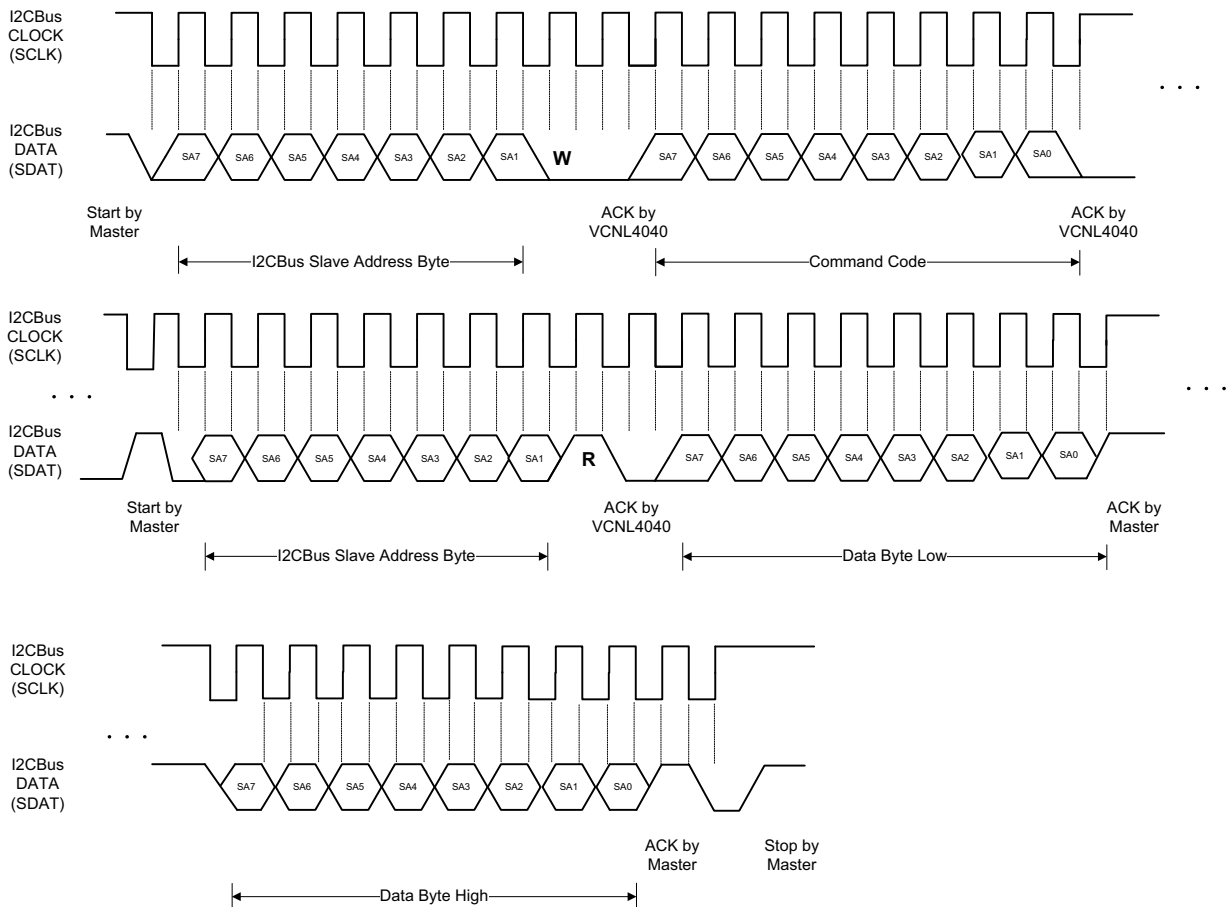 I2CBus
CLOCK
(SCLK)
. . .
I2CBus
DATA
(SDAT)
SA7 SA6 SA5 SA4 SA3 SA2 SA1 W SA7 SA6 SA5 SA4 SA3 SA2 SA1 SA0
Start by
Master
ACK by
VCNL4040
ACK by
VCNL4040
I2CBus Slave Address Byte
Command Code
I2CBus
CLOCK
(SCLK)
. . .
. . .
I2CBus
DATA
(SDAT)
SA7 SA6 SA5 SA4 SA3 SA2 SA1 R SA7 SA6 SA5 SA4 SA3 SA2 SA1 SA0
Start by
Master
ACK by
VCNL4040
ACK by
Master
I2CBus Slave Address Byte
Data Byte Low
I2CBus
CLOCK
(SCLK)
. . .
I2CBus
DATA
(SDAT)
SA7 SA6 SA5 SA4 SA3 SA2 SA1 SA0
ACK by
Master
Stop by
Master
Data Byte High